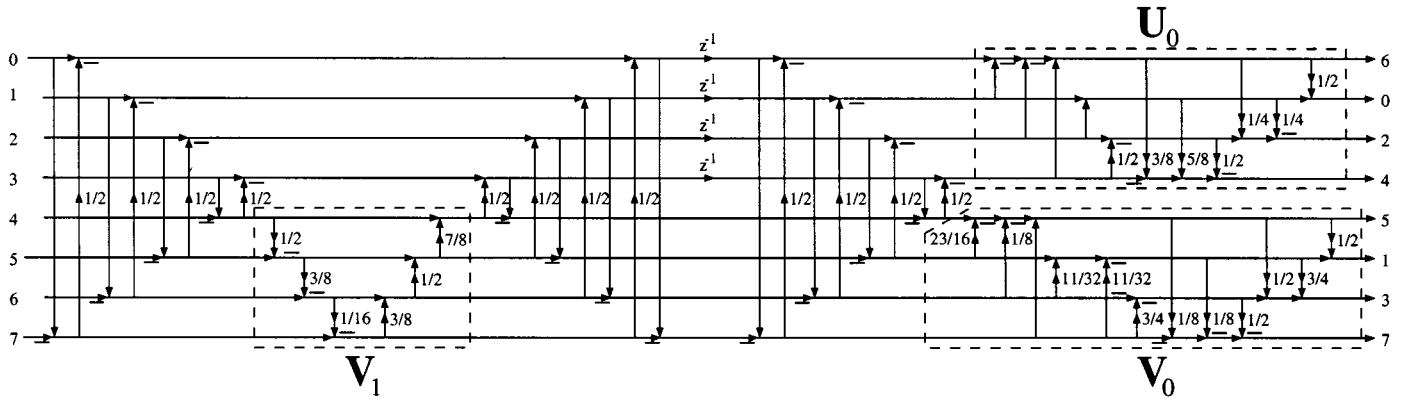 U₀
z⁻¹
0 6
1/2
z⁻¹
1 0
z⁻¹ 1/4 1/4
2 2
1/2 3/8 5/8 1/2
z⁻¹
3 4
1/2 1/2 1/2 1/2 1/2 1/2 1/2 1/2 1/2 1/2 1/2 1/2
4 5
1/2 7/8 23/16 1/8 1/2
5 1
3/8 1/2 11/32 11/32 1/2 3/4
6 3
1/16 3/8 3/4 1/8 1/8 1/2
7 7
V₁ V₀